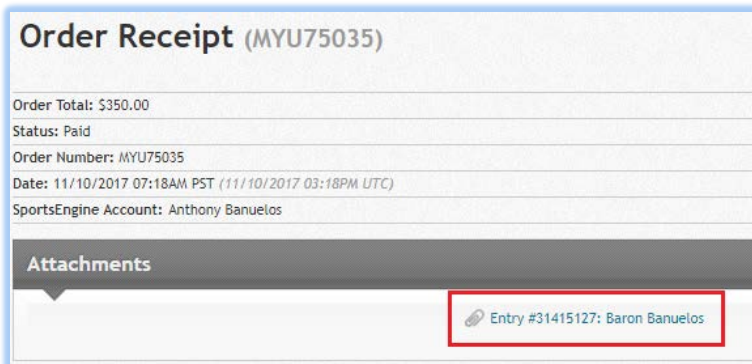 Order Receipt (MYU75035)
Order Total: $350.00
Status: Paid
Order Number: MYU75035
Date: 11/10/2017 07:18AM PST (11/10/2017 03:18PM UTC)
SportsEngine Account: Anthony Banuelos
Attachments
Entry #31415127: Baron Banuelos